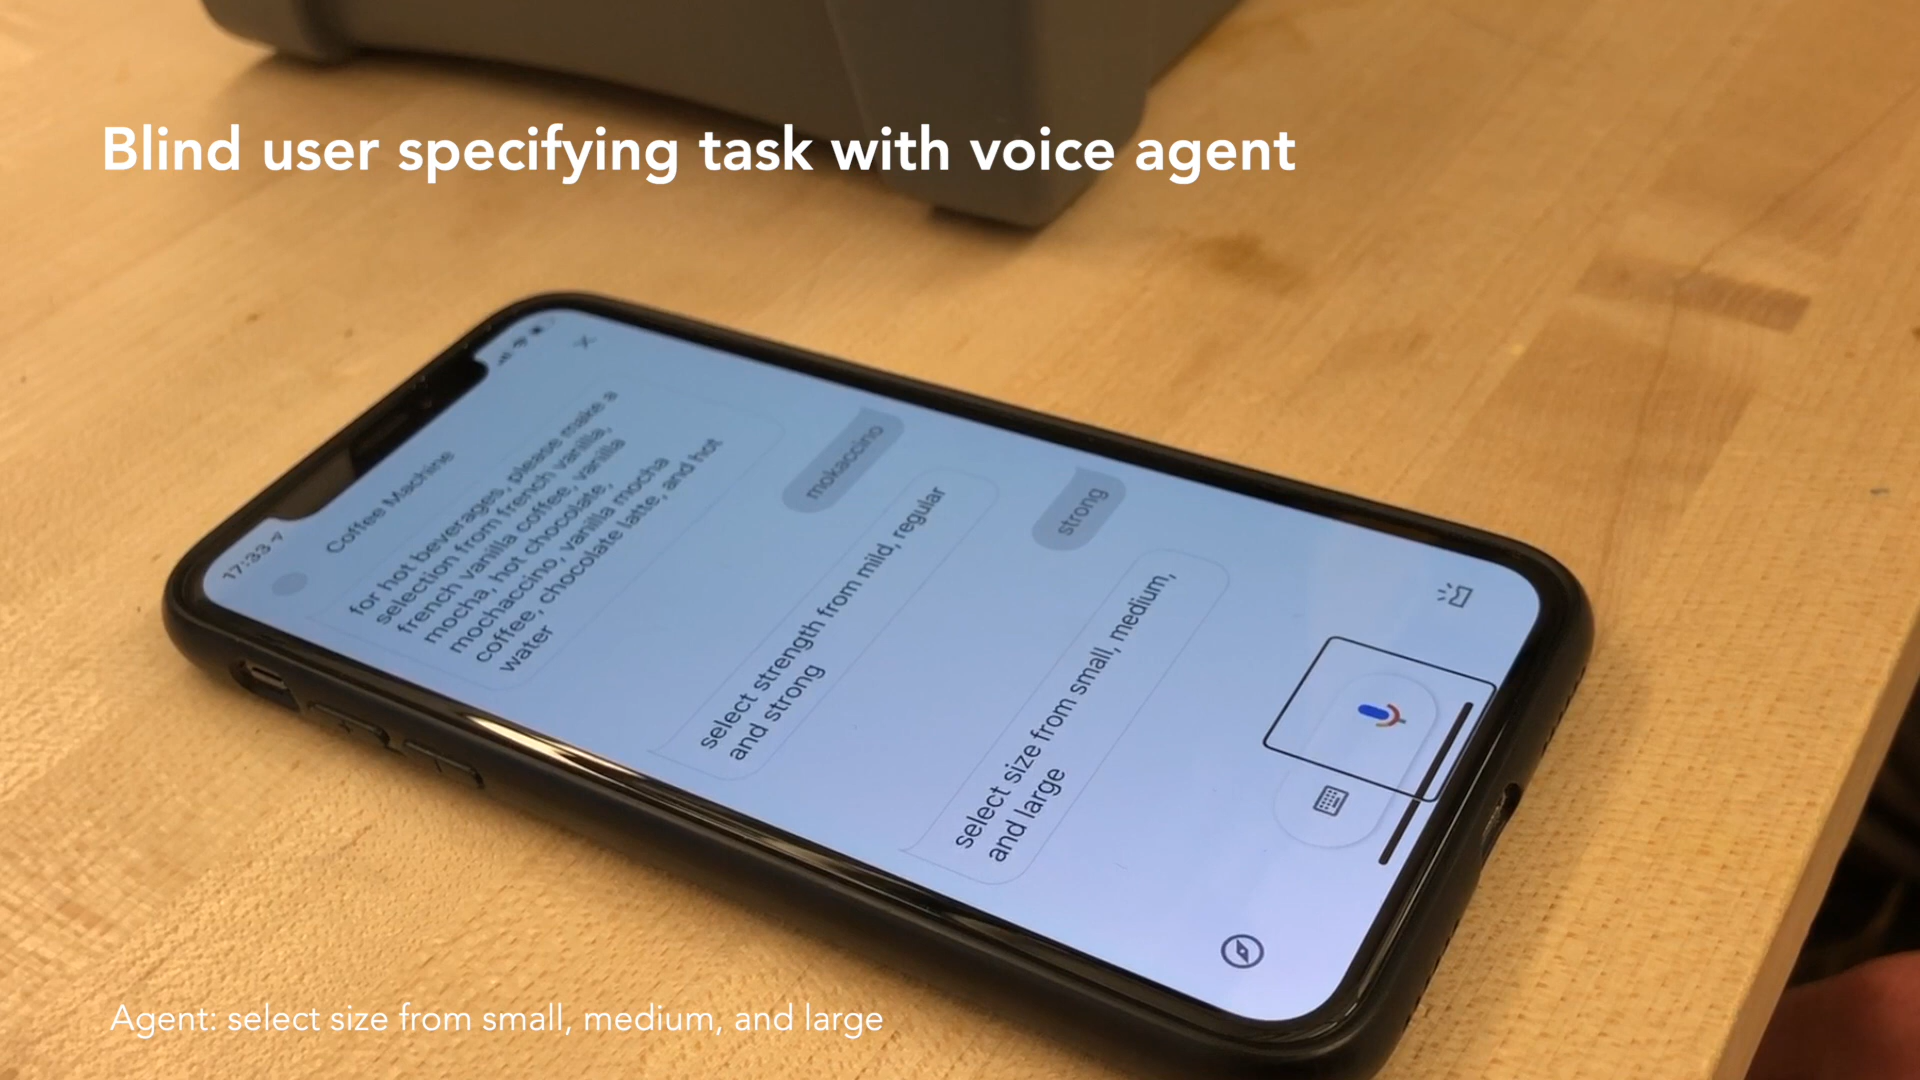 Blind user specifying task with voice agent
17:33
Coffee Machine
for hot beverages, please make a
selection from french vanilla,
french vanilla coffee, vanilla
mocha, hot chocolate,
mochaccino, vanilla mocha
coffee, chocolate latte, and hot
water
mokaccino
select strength from mild, regular
and strong
strong
select size from small, medium,
and large
Agent: select size from small, medium, and large